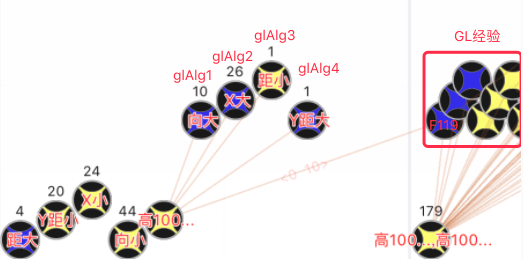 GL经验
glAlg3
glAlg2
1
glAlg1
26
距小
glAlg4
10
X大
1
向大
Y距大
F119
<0 10>
24
20
X小
4
Y距小
44
高100...
179
距大
向小
高100...,高100...